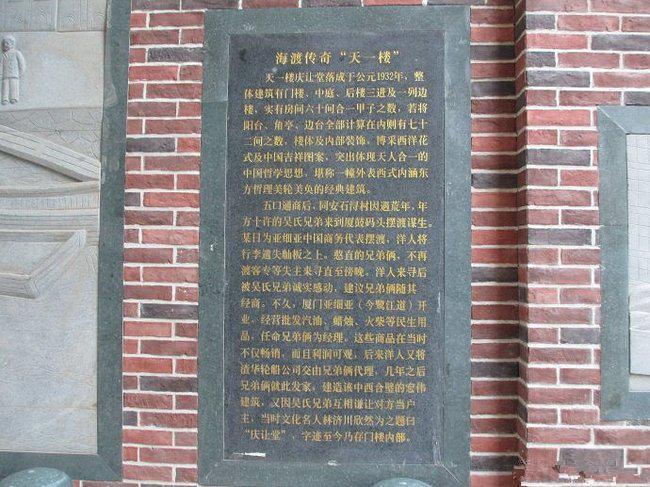 海渡传奇“天一楼”
天一楼庆让堂落成于公元1932年，整
体建筑有门楼、中庭、后楼三进及一列边
楼，实有房间六十间合一甲子之数，若将
阳台、角亭、边台全部计算在内则有七十
二间之数，楼体及内部装饰，博采西洋花
式及中国吉祥图案，突出体现天人合一的
中国哲学思想，堪称一幢外表西式内涵东
方哲理美轮美奂的经典建筑。
五口通商后，同安石浔村因遇荒年，年
方十许的吴氏兄弟来到厦鼓码头摆渡谋生。
某日为亚细亚中国商务代表摆渡，洋人将
行李遗失舢板之上。憨直的兄弟俩，不再
渡客专等失主来寻直至傍晚。洋人来寻后
被吴氏兄弟诚实感动，建议兄弟俩随其
经商。不久，厦门亚细亚（今鹭江道）开
业，经营批发汽油、蜡烛、火柴等民生用
品，任命兄弟俩为经理。这些商品在当时
不仅畅销，而且利润可观，后来洋人又将
渣华轮船公司交由兄弟俩代理，几年之后
兄弟俩就此发家，建造该中西合璧的宏伟
建筑，又因吴氏兄弟互相谦让对方当户
主，当时文化名人林济川欣然为之题曰
“庆让堂”，字迹至今乃存门楼内部。